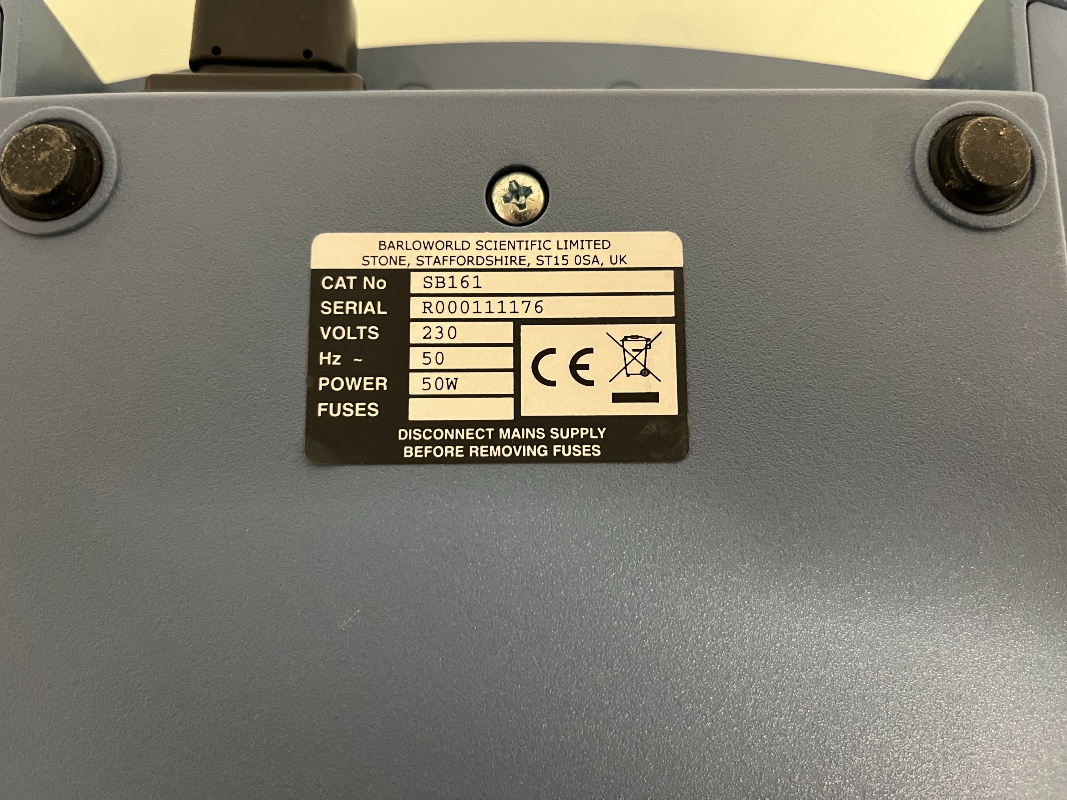 BARLOWORLD SCIENTIFIC LIMITED
STONE, STAFFORDSHIRE, ST15 0SA, UK
CAT No SB161
SERIAL R000111176
VOLTS 230
Hz ~ 50
POWER 50W
FUSES
CE
DISCONNECT MAINS SUPPLY
BEFORE REMOVING FUSES